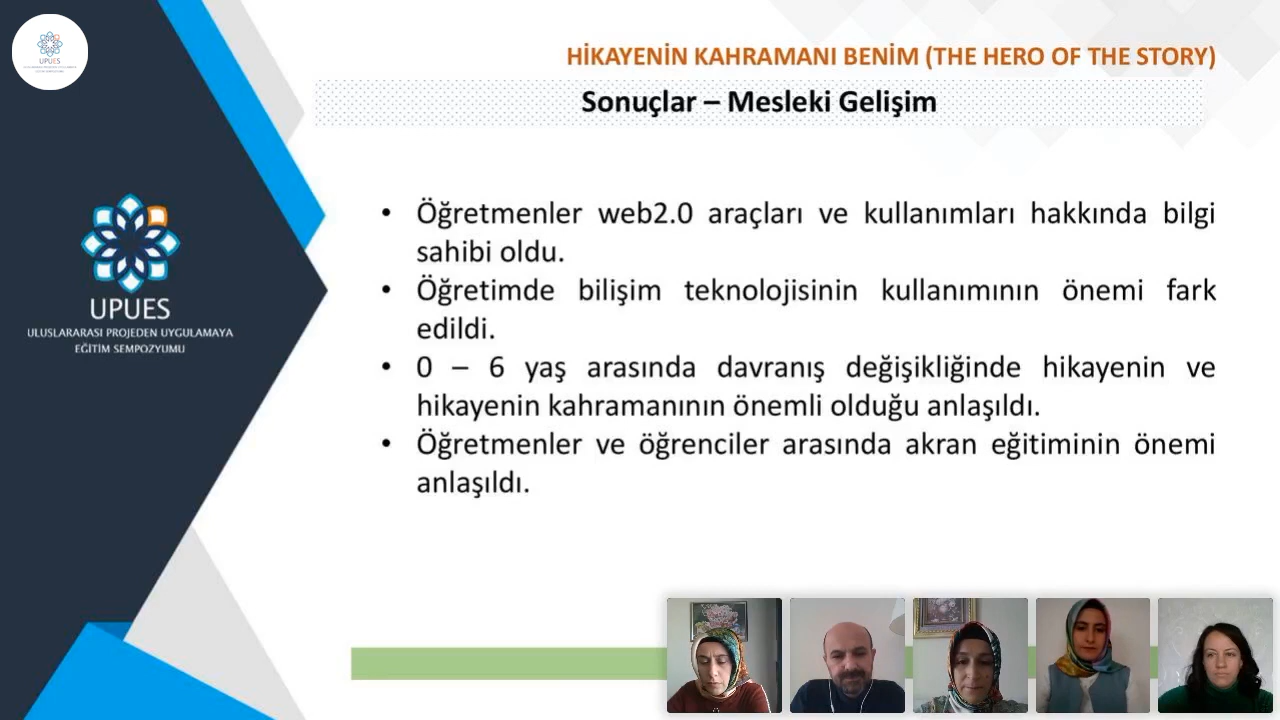 UPUES
HİKAYENİN KAHRAMANI BENİM (THE HERO OF THE STORY)
Sonuçlar – Mesleki Gelişim
• Öğretmenler web2.0 araçları ve kullanımları hakkında bilgi
sahibi oldu.
• Öğretimde bilişim teknolojisinin kullanımının önemi fark
edildi.
• 0 – 6 yaş arasında davranış değişikliğinde hikayenin ve
hikayenin kahramanının önemli olduğu anlaşıldı.
• Öğretmenler ve öğrenciler arasında akran eğitiminin önemi
anlaşıldı.
UPUES
ULUSLARARASI PROJEDEN UYGULAMAYA
EĞİTİM SEMPOZYUMU